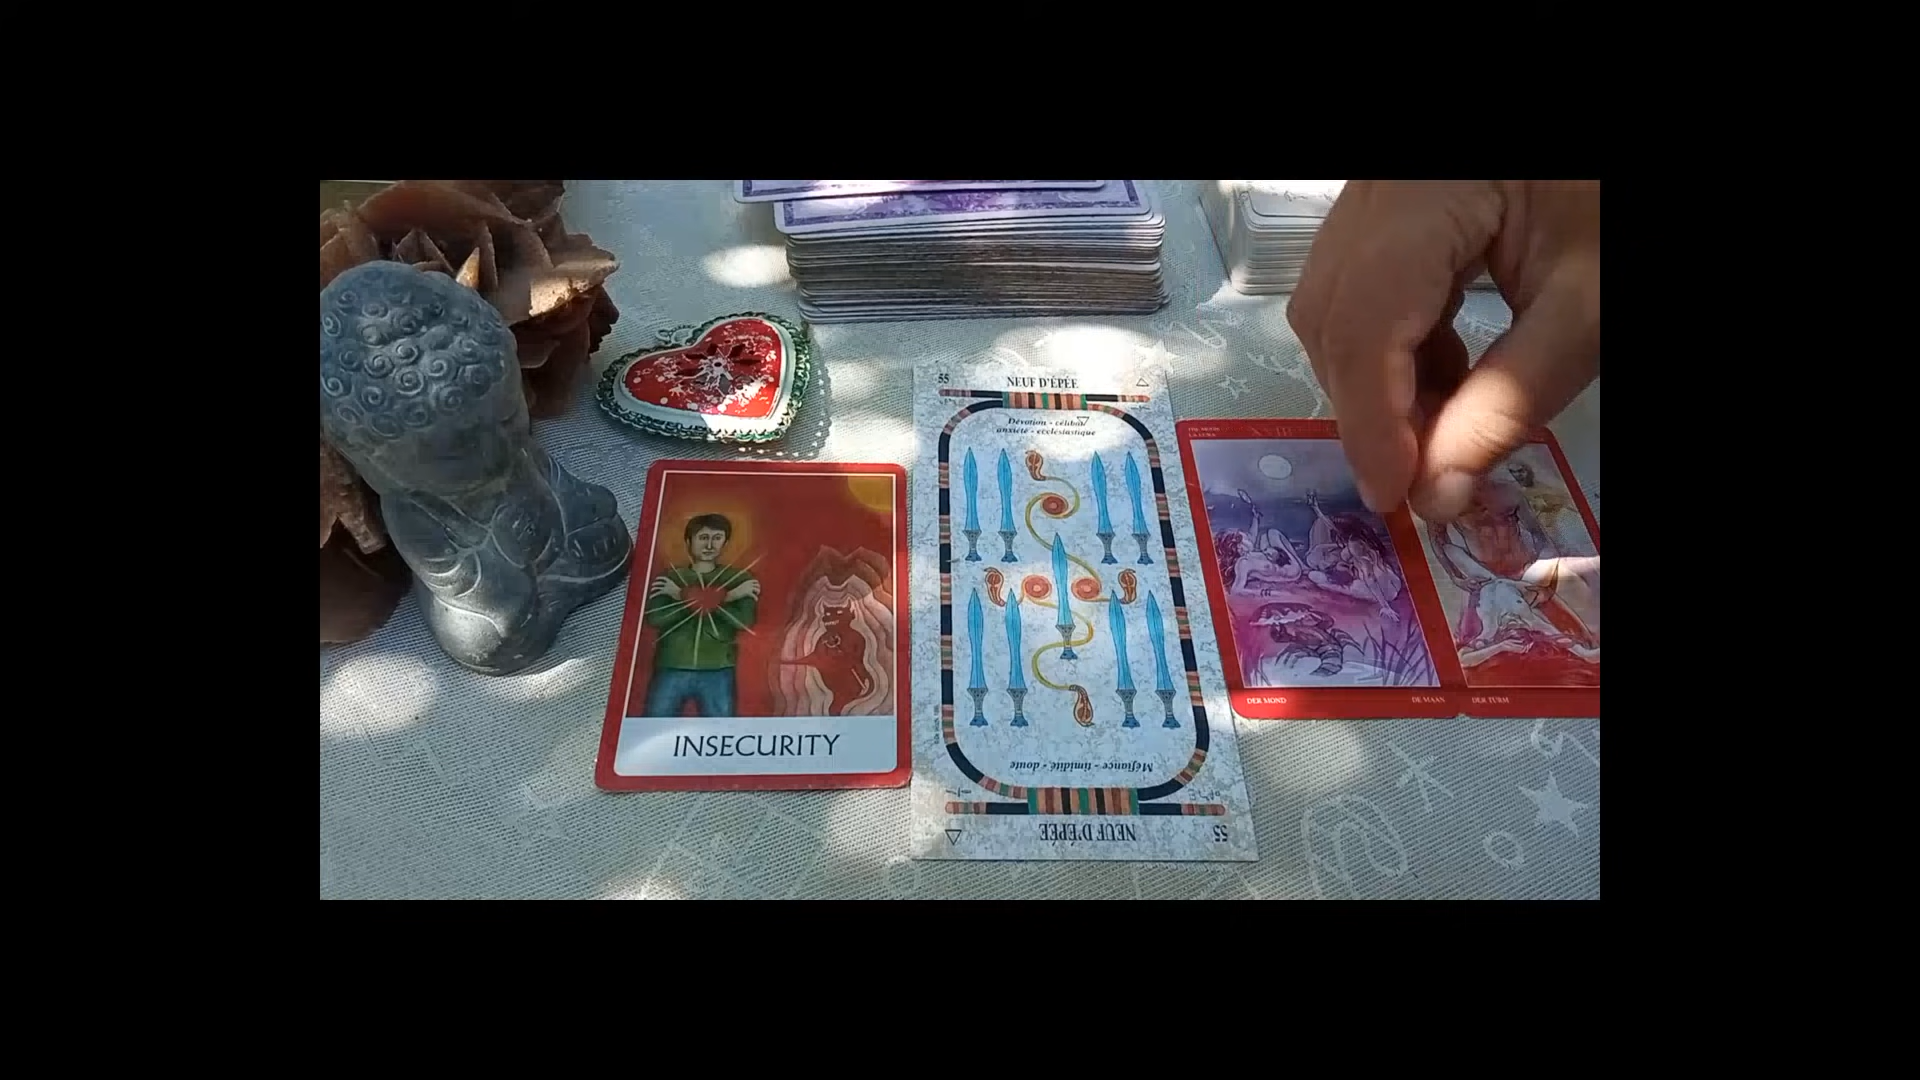 INSECURITY
55
NEUF D'ÉPÉE
Dévotion - célibat
anxiété - ecclésiastique
Méfiance - timidité - doute
NEUF D'ÉPÉE
55
XVIII
DER MOND
DE MAAN
DER TURM